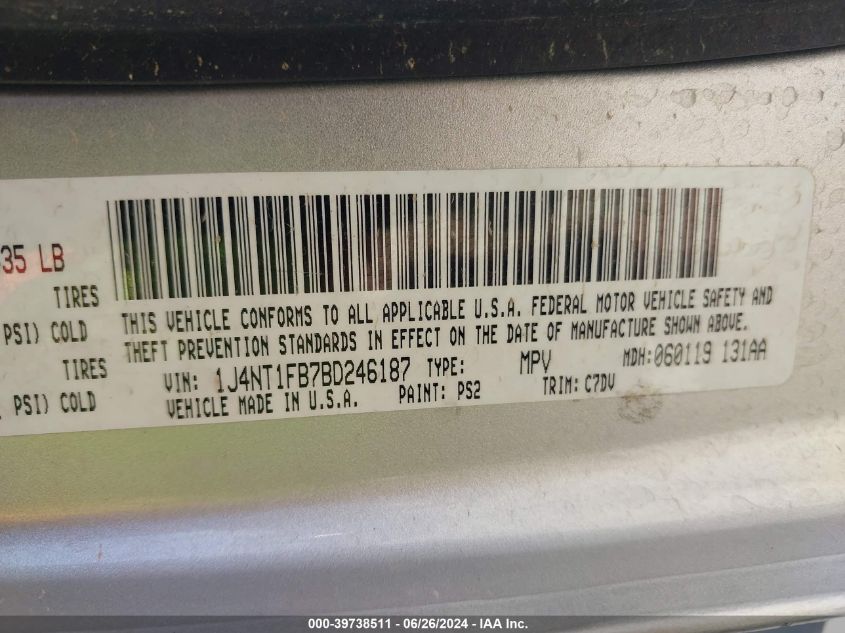 35 LB
TIRES
PSI) COLD
PSI) COLD
THIS VEHICLE CONFORMS TO ALL APPLICABLE U.S.A. FEDERAL MOTOR VEHICLE SAFETY AND
THEFT PREVENTION STANDARDS IN EFFECT ON THE DATE OF MANUFACTURE SHOWN ABOVE.
VIN: 1J4NT1FB7BD246187 TYPE: MPV MDH: 060119 131AA
VEHICLE MADE IN U.S.A. PAINT: PS2 TRIM: C7DV
000-39738511 - 06/26/2024 - IAA Inc.